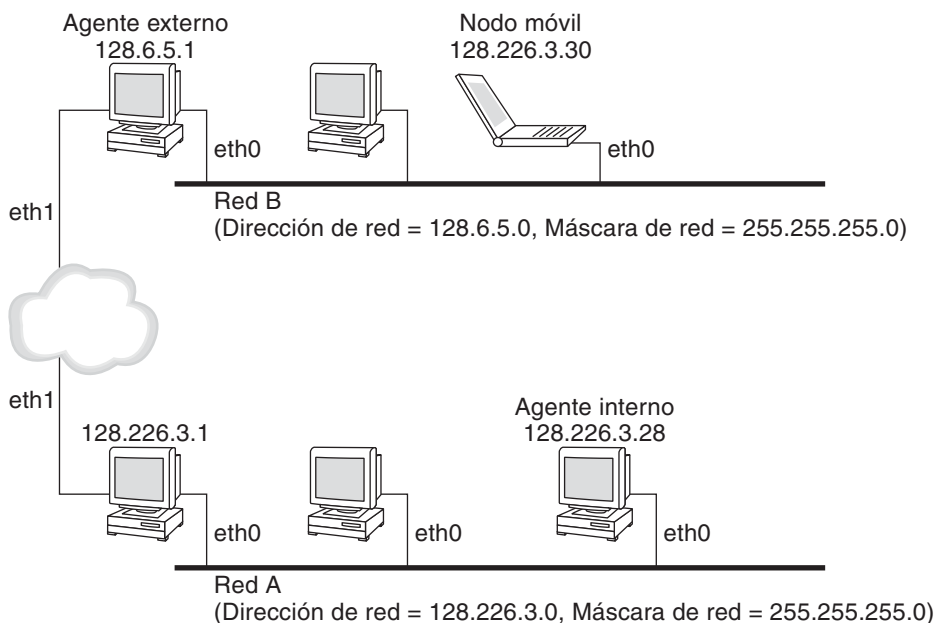 Agente externo
128.6.5.1
Nodo móvil
128.226.3.30
eth0
eth0
eth1
Red B
(Dirección de red = 128.6.5.0, Máscara de red = 255.255.255.0)
eth1
128.226.3.1
Agente interno
128.226.3.28
eth0
eth0
eth0
Red A
(Dirección de red = 128.226.3.0, Máscara de red = 255.255.255.0)